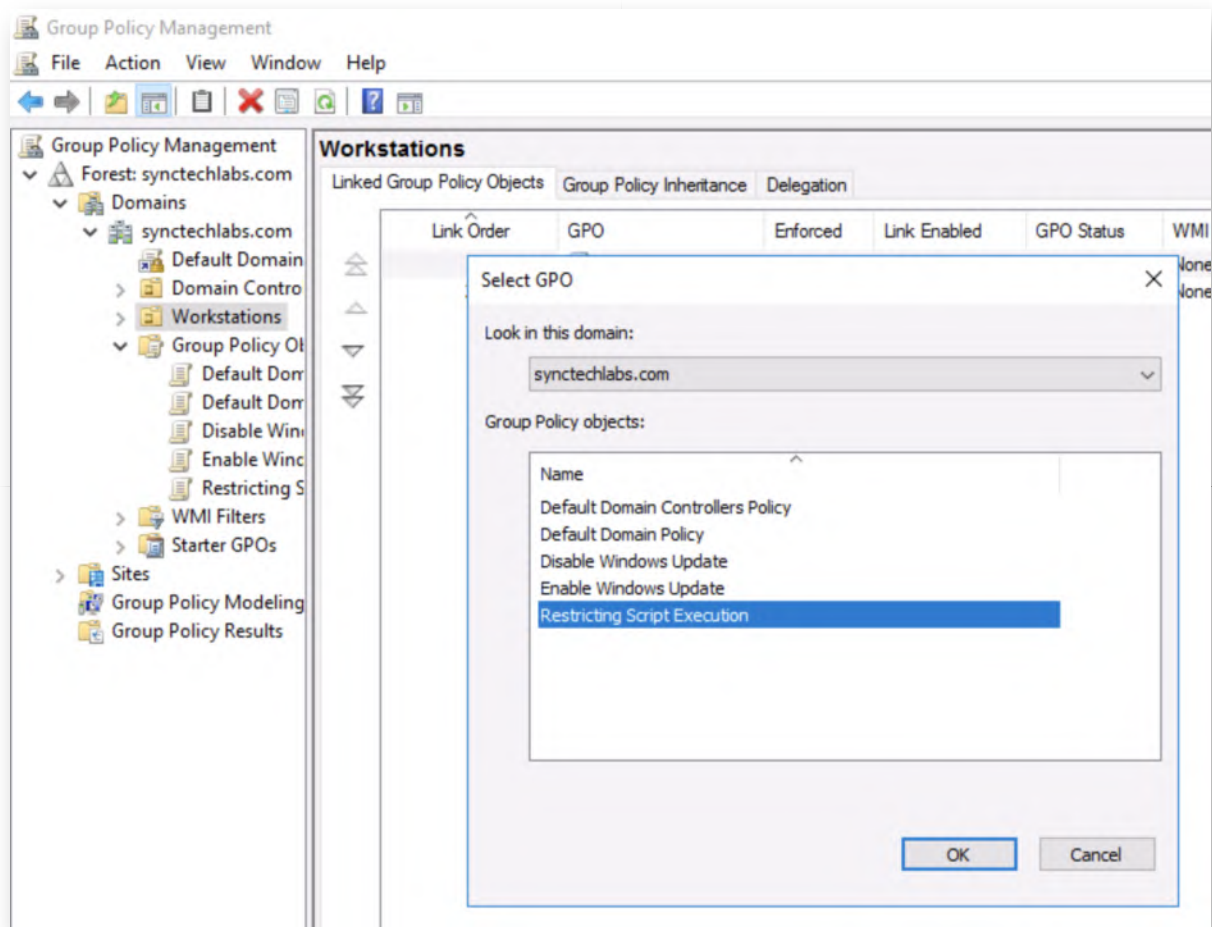 Group Policy Management
File Action View Window Help
Group Policy Management
Forest: synctechlabs.com
Domains
synctechlabs.com
Default Domain
Domain Contro
Workstations
Group Policy Ob
Default Dom
Default Dom
Disable Win
Enable Wind
Restricting S
WMI Filters
Starter GPOs
Sites
Group Policy Modeling
Group Policy Results
Workstations
Linked Group Policy Objects Group Policy Inheritance Delegation
Link Order GPO Enforced Link Enabled GPO Status WMI
None
None
Select GPO
Look in this domain:
synctechlabs.com
Group Policy objects:
Name
Default Domain Controllers Policy
Default Domain Policy
Disable Windows Update
Enable Windows Update
Restricting Script Execution
OK Cancel